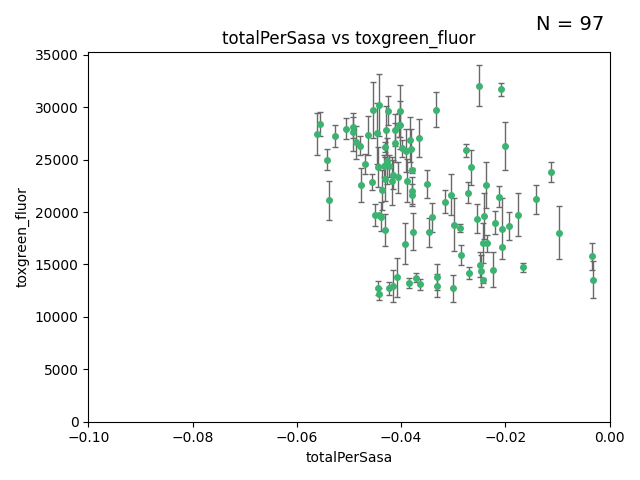 N = 97
totalPerSasa vs toxgreen_fluor
35000
30000
25000
20000
15000
10000
5000
0
toxgreen_fluor
−0.10 −0.08 −0.06 −0.04 −0.02 0.00
totalPerSasa